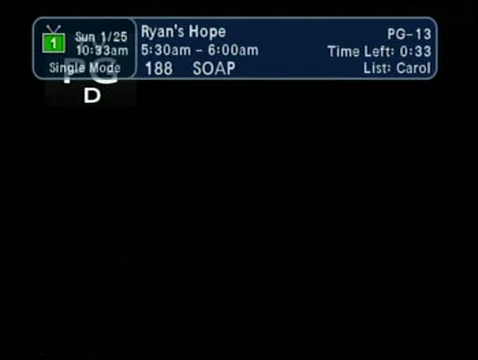 1
Sun 1/25
10:33am
Single Mode
Ryan's Hope
5:30am - 6:00am
188 SOAP
PG-13
Time Left: 0:33
List: Carol
PG
D